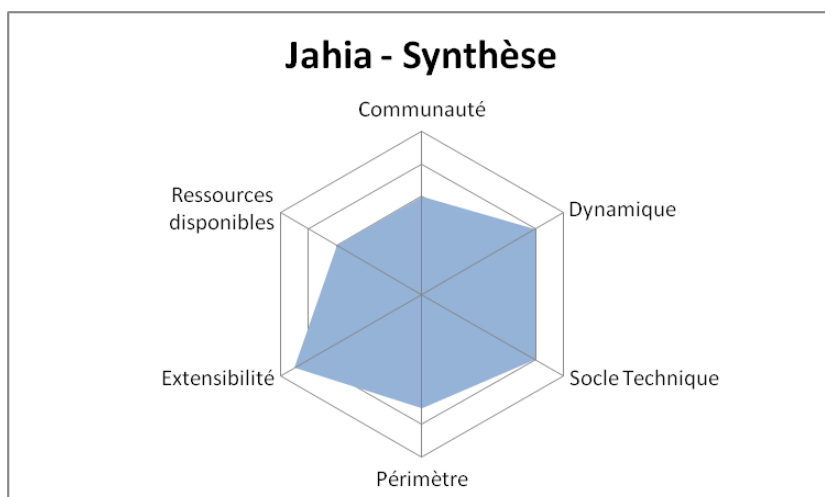 Jahia - Synthèse
Communauté
Ressources
disponibles
Dynamique
Extensibilité
Socle Technique
Périmètre